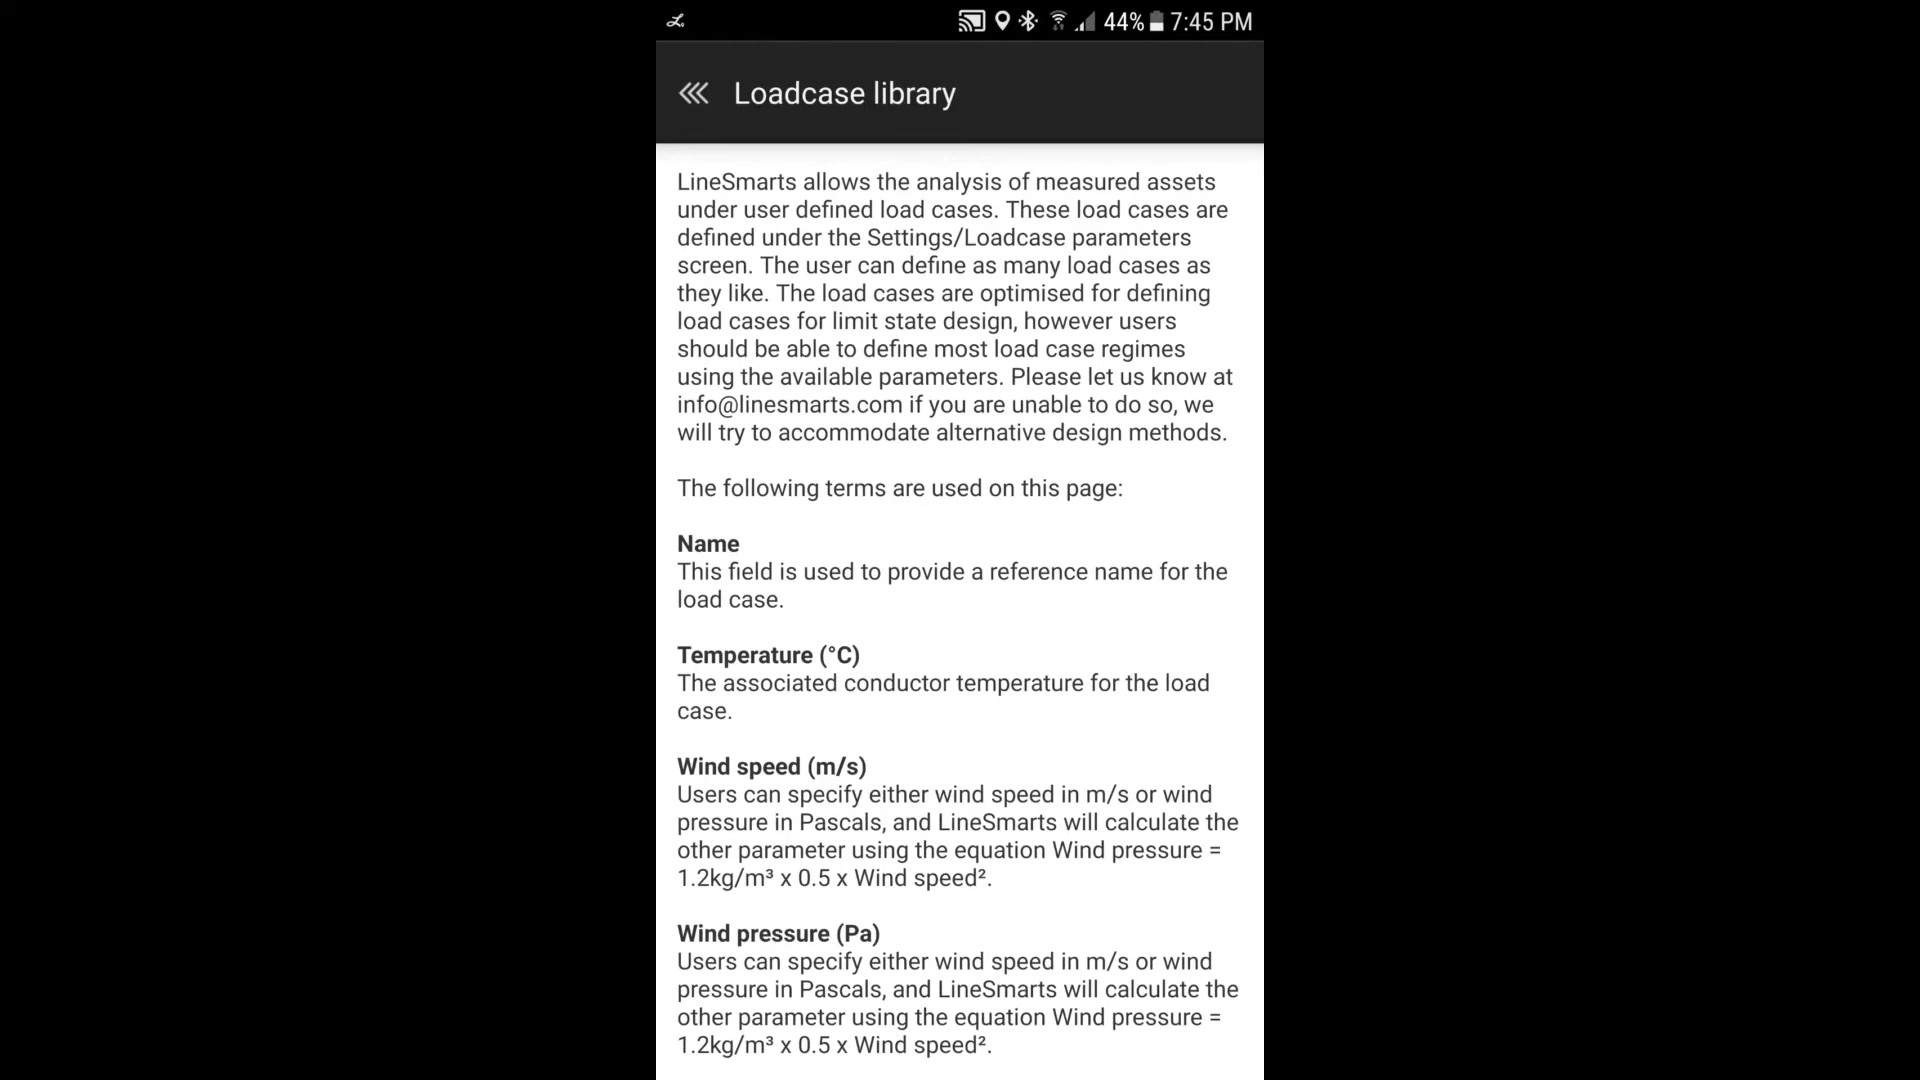 44% 7:45 PM
Loadcase library
LineSmarts allows the analysis of measured assets
under user defined load cases. These load cases are
defined under the Settings/Loadcase parameters
screen. The user can define as many load cases as
they like. The load cases are optimised for defining
load cases for limit state design, however users
should be able to define most load case regimes
using the available parameters. Please let us know at
info@linesmarts.com if you are unable to do so, we
will try to accommodate alternative design methods.
The following terms are used on this page:
Name
This field is used to provide a reference name for the
load case.
Temperature (°C)
The associated conductor temperature for the load
case.
Wind speed (m/s)
Users can specify either wind speed in m/s or wind
pressure in Pascals, and LineSmarts will calculate the
other parameter using the equation Wind pressure =
1.2kg/m³ x 0.5 x Wind speed².
Wind pressure (Pa)
Users can specify either wind speed in m/s or wind
pressure in Pascals, and LineSmarts will calculate the
other parameter using the equation Wind pressure =
1.2kg/m³ x 0.5 x Wind speed².